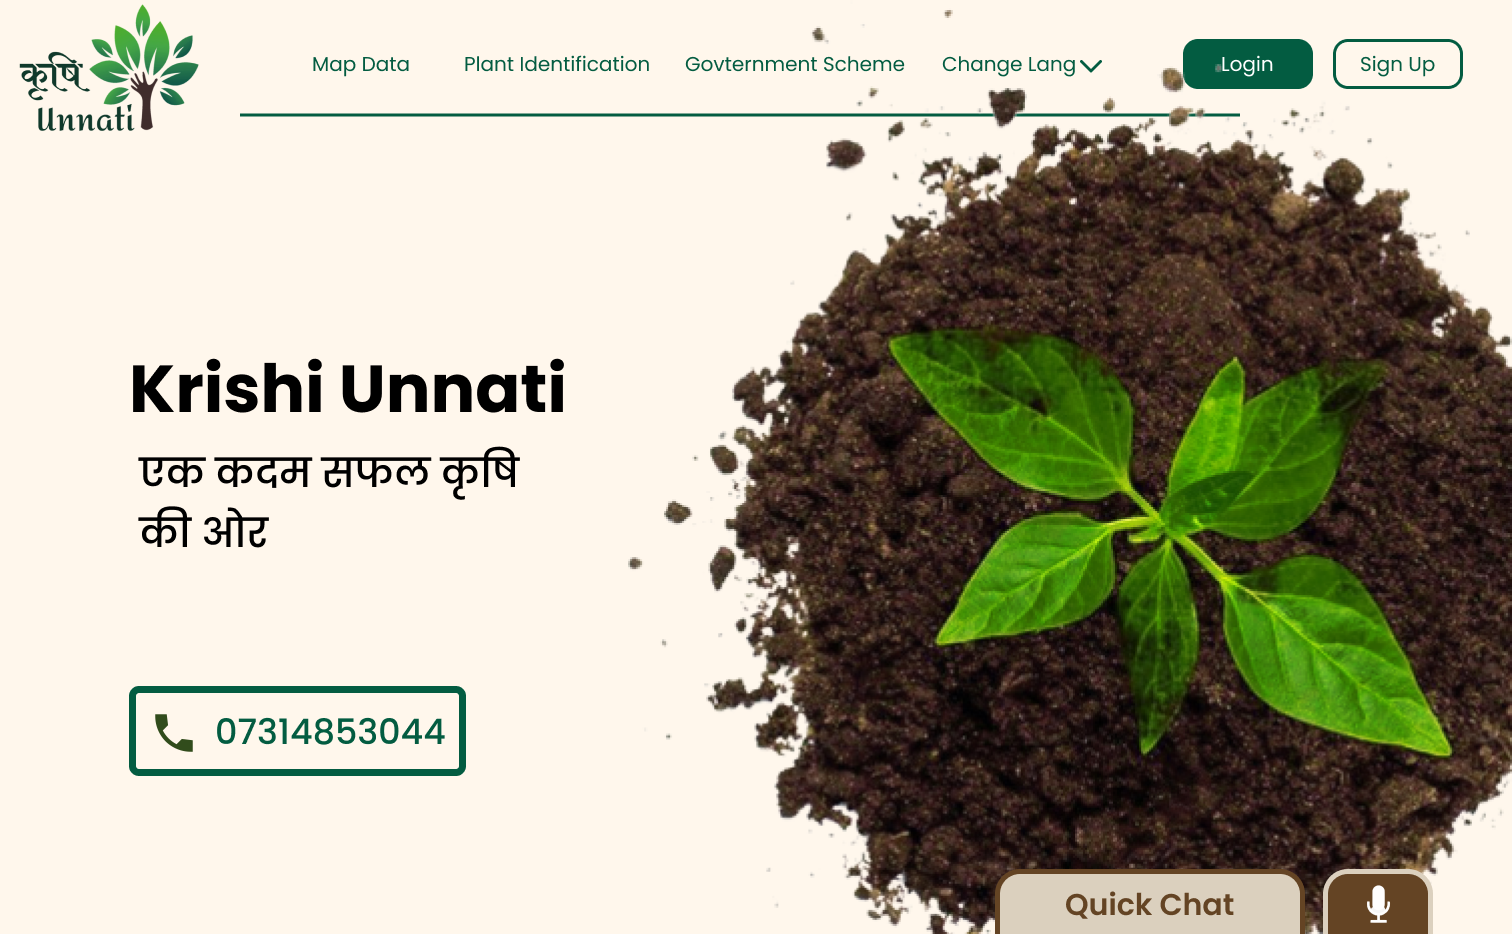 कृषि
Unnati
Map Data
Plant Identification
Govternment Scheme
Change Lang
Login
Sign Up
Krishi Unnati
एक कदम सफल कृषि
की ओर
07314853044
Quick Chat